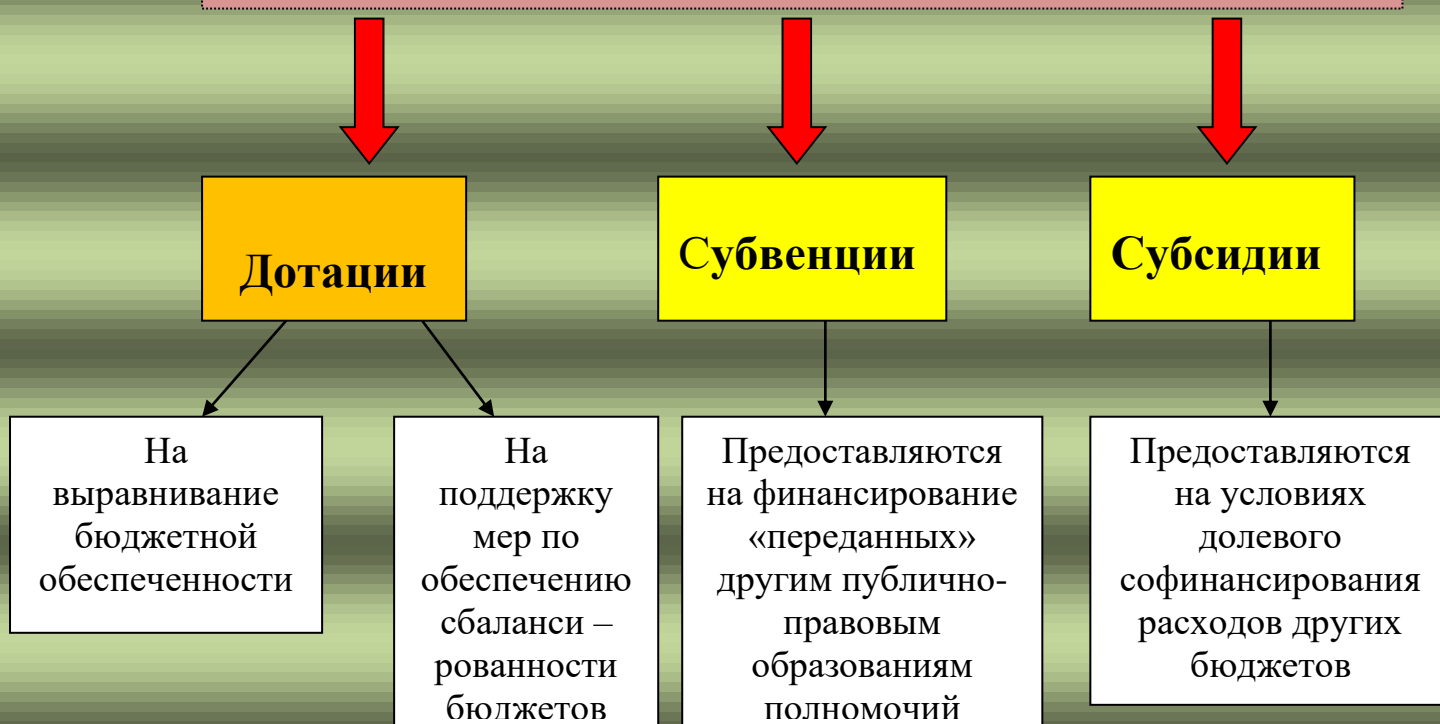 Дотации
Субвенции
Субсидии
На
выравнивание
бюджетной
обеспеченности
На
поддержку
мер по
обеспечению
сбаланси –
рованности
бюджетов
Предоставляются
на финансирование
«переданных»
другим публично-
правовым
образованиям
полномочий
Предоставляются
на условиях
долевого
софинансирования
расходов других
бюджетов